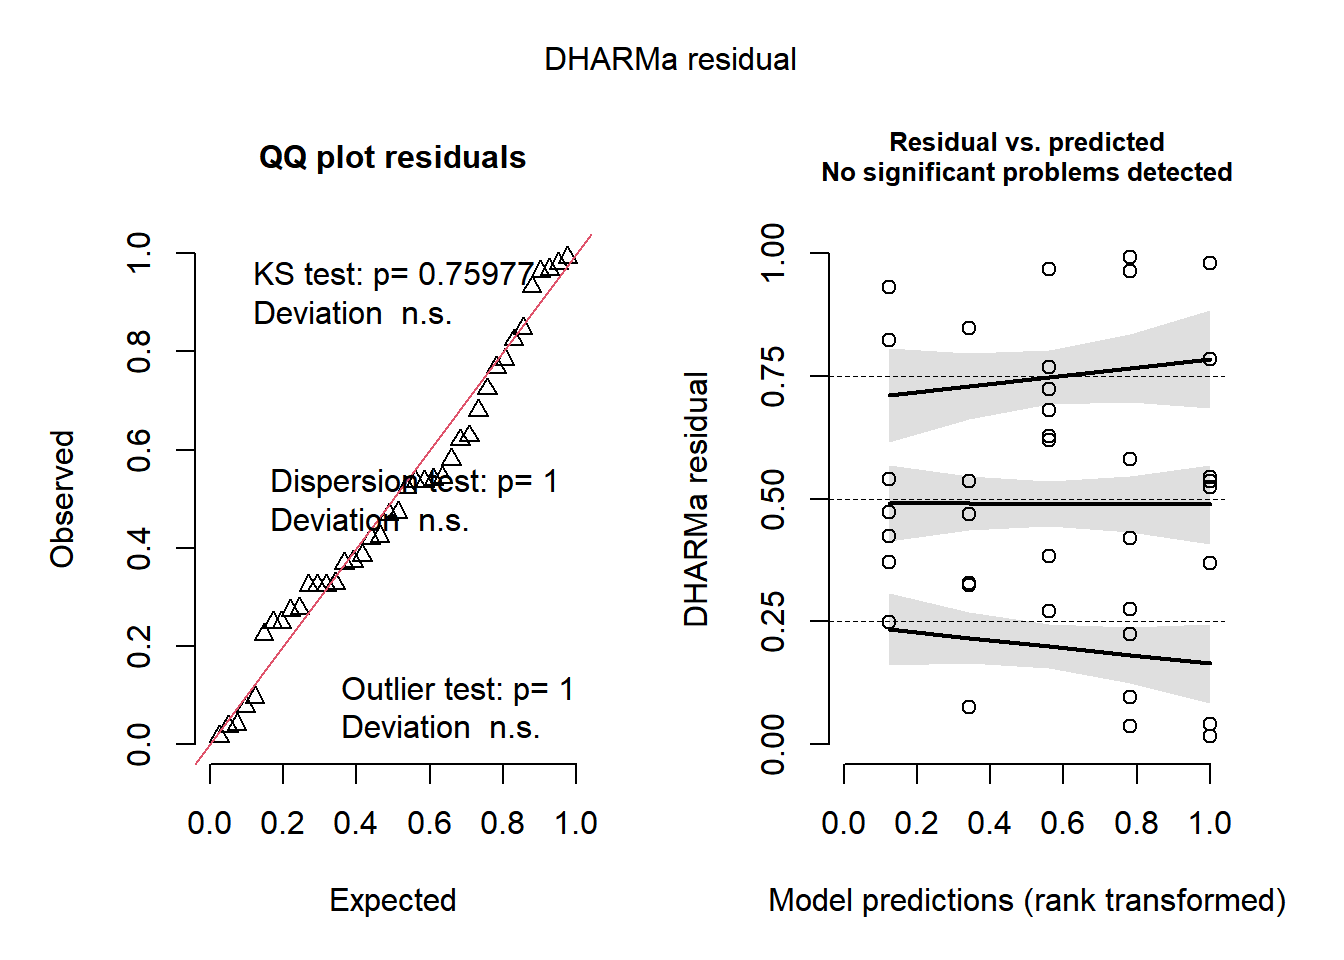 DHARMa residual
QQ plot residuals
KS test: p= 0.75977
Deviation  n.s.
Dispersion test: p= 1
Deviation  n.s.
Outlier test: p= 1
Deviation  n.s.
Observed
0.0 0.2 0.4 0.6 0.8 1.0
0.0 0.2 0.4 0.6 0.8 1.0
Expected
Residual vs. predicted
No significant problems detected
DHARMa residual
0.00 0.25 0.50 0.75 1.00
0.0 0.2 0.4 0.6 0.8 1.0
Model predictions (rank transformed)